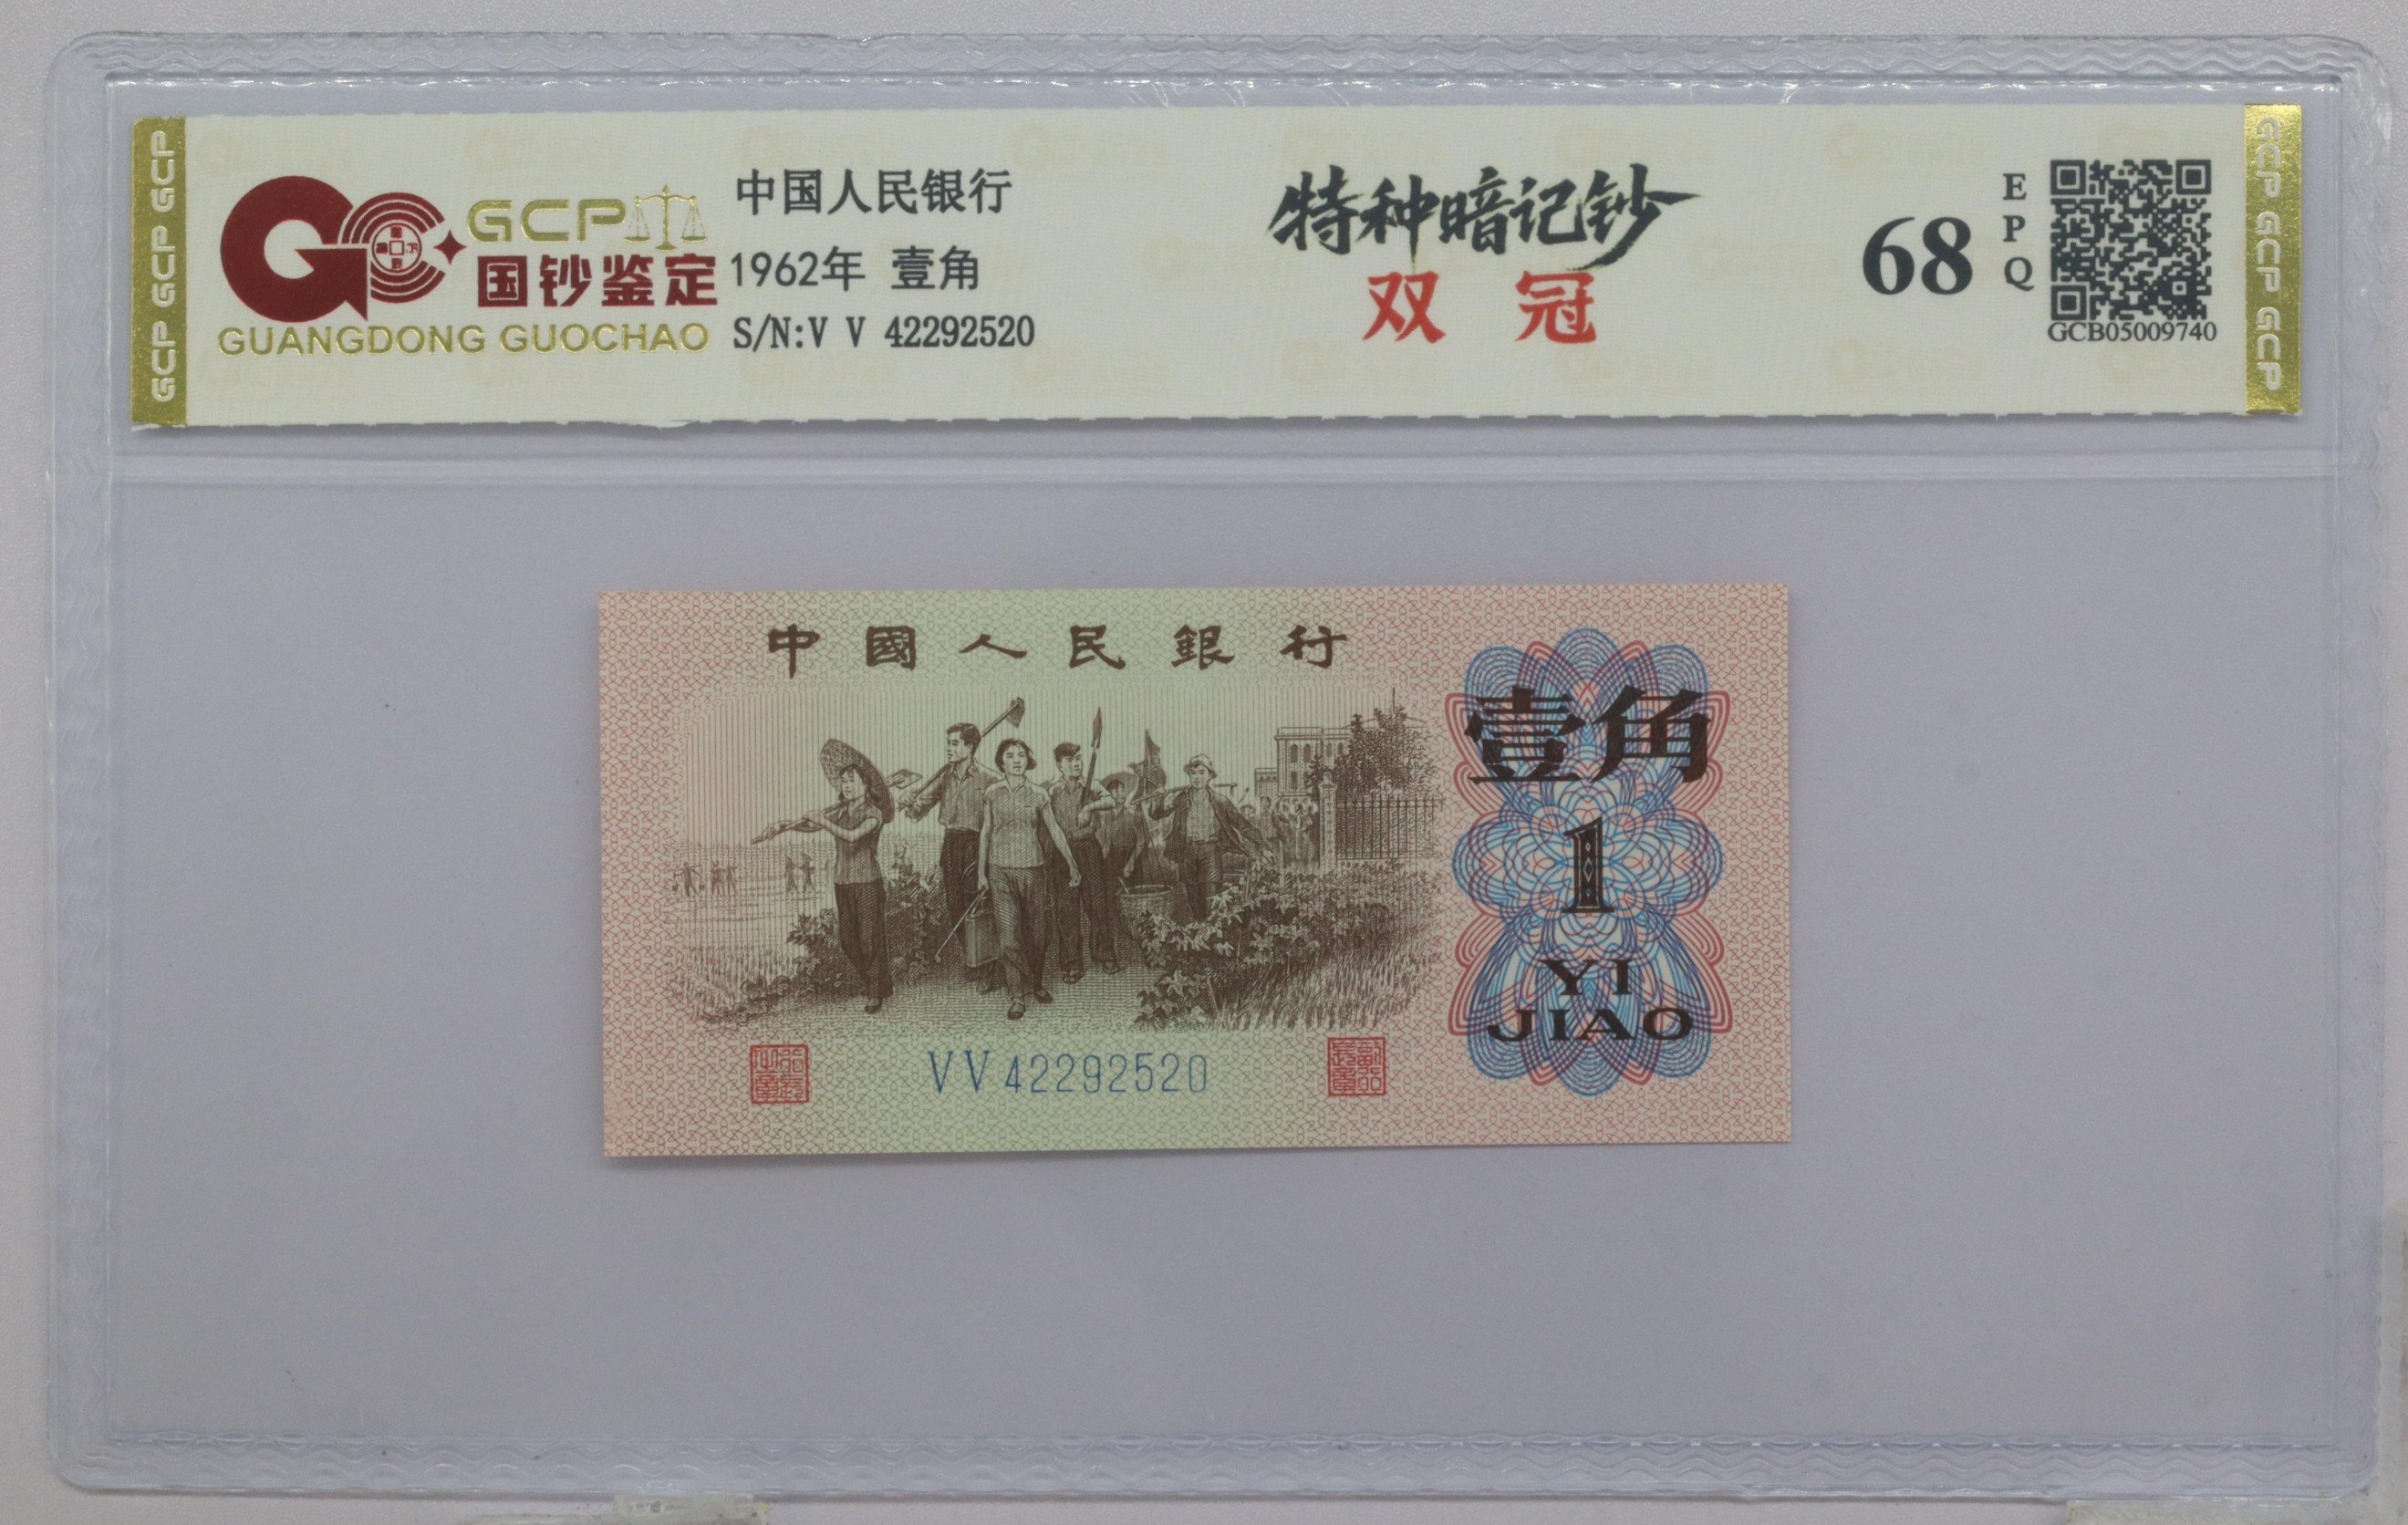 GCP GCP GCP
GCP
国钞鉴定
GUANGDONG GUOCHAO
中国人民银行
1962年 壹角
S/N:V V 42292520
特种暗记钞
双 冠
68
EPQ
GCB05009740
GCP GCP GCP GCP
中國人民銀行
壹角
1
YI
JIAO
VV42292520